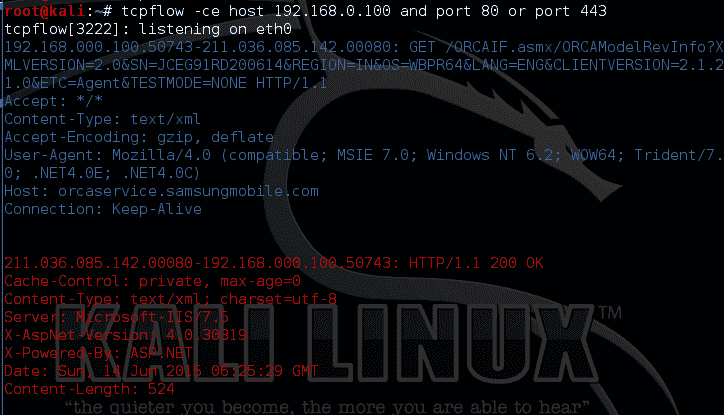 root@kali:~# tcpflow -ce host 192.168.0.100 and port 80 or port 443
tcpflow[3222]: listening on eth0
192.168.000.100.50743-211.036.085.142.00080: GET /ORCAIF.asmx/ORCAModelRevInfo?X
MLVERSION=2.0&SN=JCEG91RD200614&REGION=IN&OS=WBPR64&LANG=ENG&CLIENTVERSION=2.1.2
1.0&ETC=Agent&TESTMODE=NONE HTTP/1.1
Accept: */*
Content-Type: text/xml
Accept-Encoding: gzip, deflate
User-Agent: Mozilla/4.0 (compatible; MSIE 7.0; Windows NT 6.2; WOW64; Trident/7.
0; .NET4.0E; .NET4.0C)
Host: orcaservice.samsungmobile.com
Connection: Keep-Alive
211.036.085.142.00080-192.168.000.100.50743: HTTP/1.1 200 OK
Cache-Control: private, max-age=0
Content-Type: text/xml; charset=utf-8
Server: Microsoft-IIS/7.5
X-AspNet-Version: 4.0.30319
X-Powered-By: ASP.NET
Date: Sun, 14 Jun 2015 06:25:29 GMT
Content-Length: 524
KALI LINUX™
"the quieter you become, the more you are able to hear"